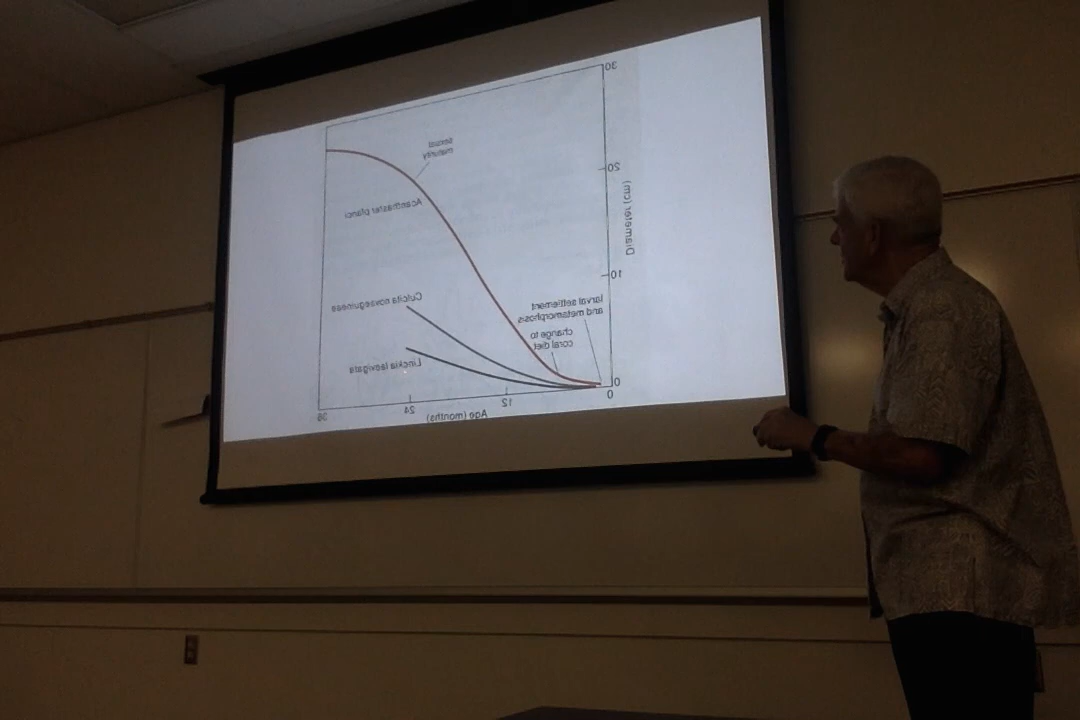 30
20
10
0
Diameter (cm)
sexual
maturity
Acanthaster planci
Culcita novaeguineae
Linckia laevigata
larval settlement
and metamorphosis
change to
coral diet
0
12
24
36
Age (months)